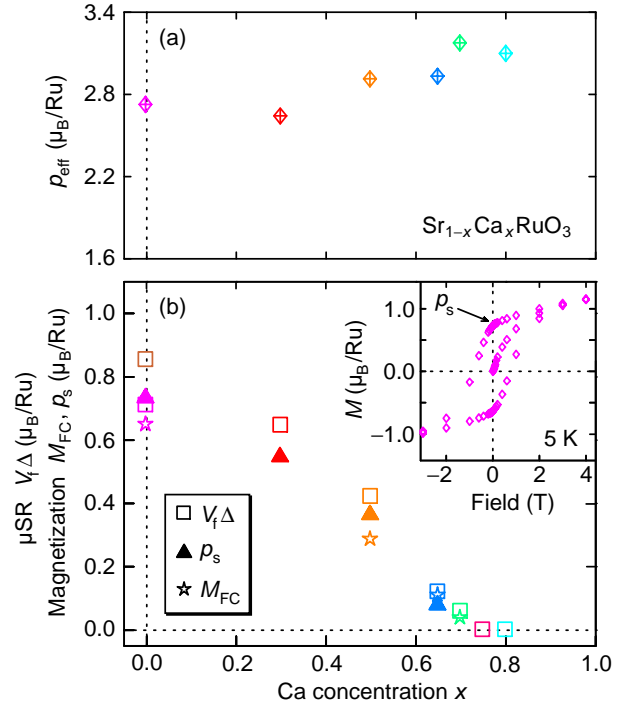 (a)
3.4
2.8
2.2
1.6
p_eff (μ_B/Ru)
Sr_{1−x}Ca_xRuO_3
(b)
1.0
0.8
0.6
0.4
0.2
0.0
μSR V_f Δ (μ_B/Ru)
Magnetization M_FC, p_s (μ_B/Ru)
V_f Δ
p_s
M_FC
p_s
1.0
0.0
−1.0
M (μ_B/Ru)
5 K
−2 0 2 4
Field (T)
0.0 0.2 0.4 0.6 0.8 1.0
Ca concentration x